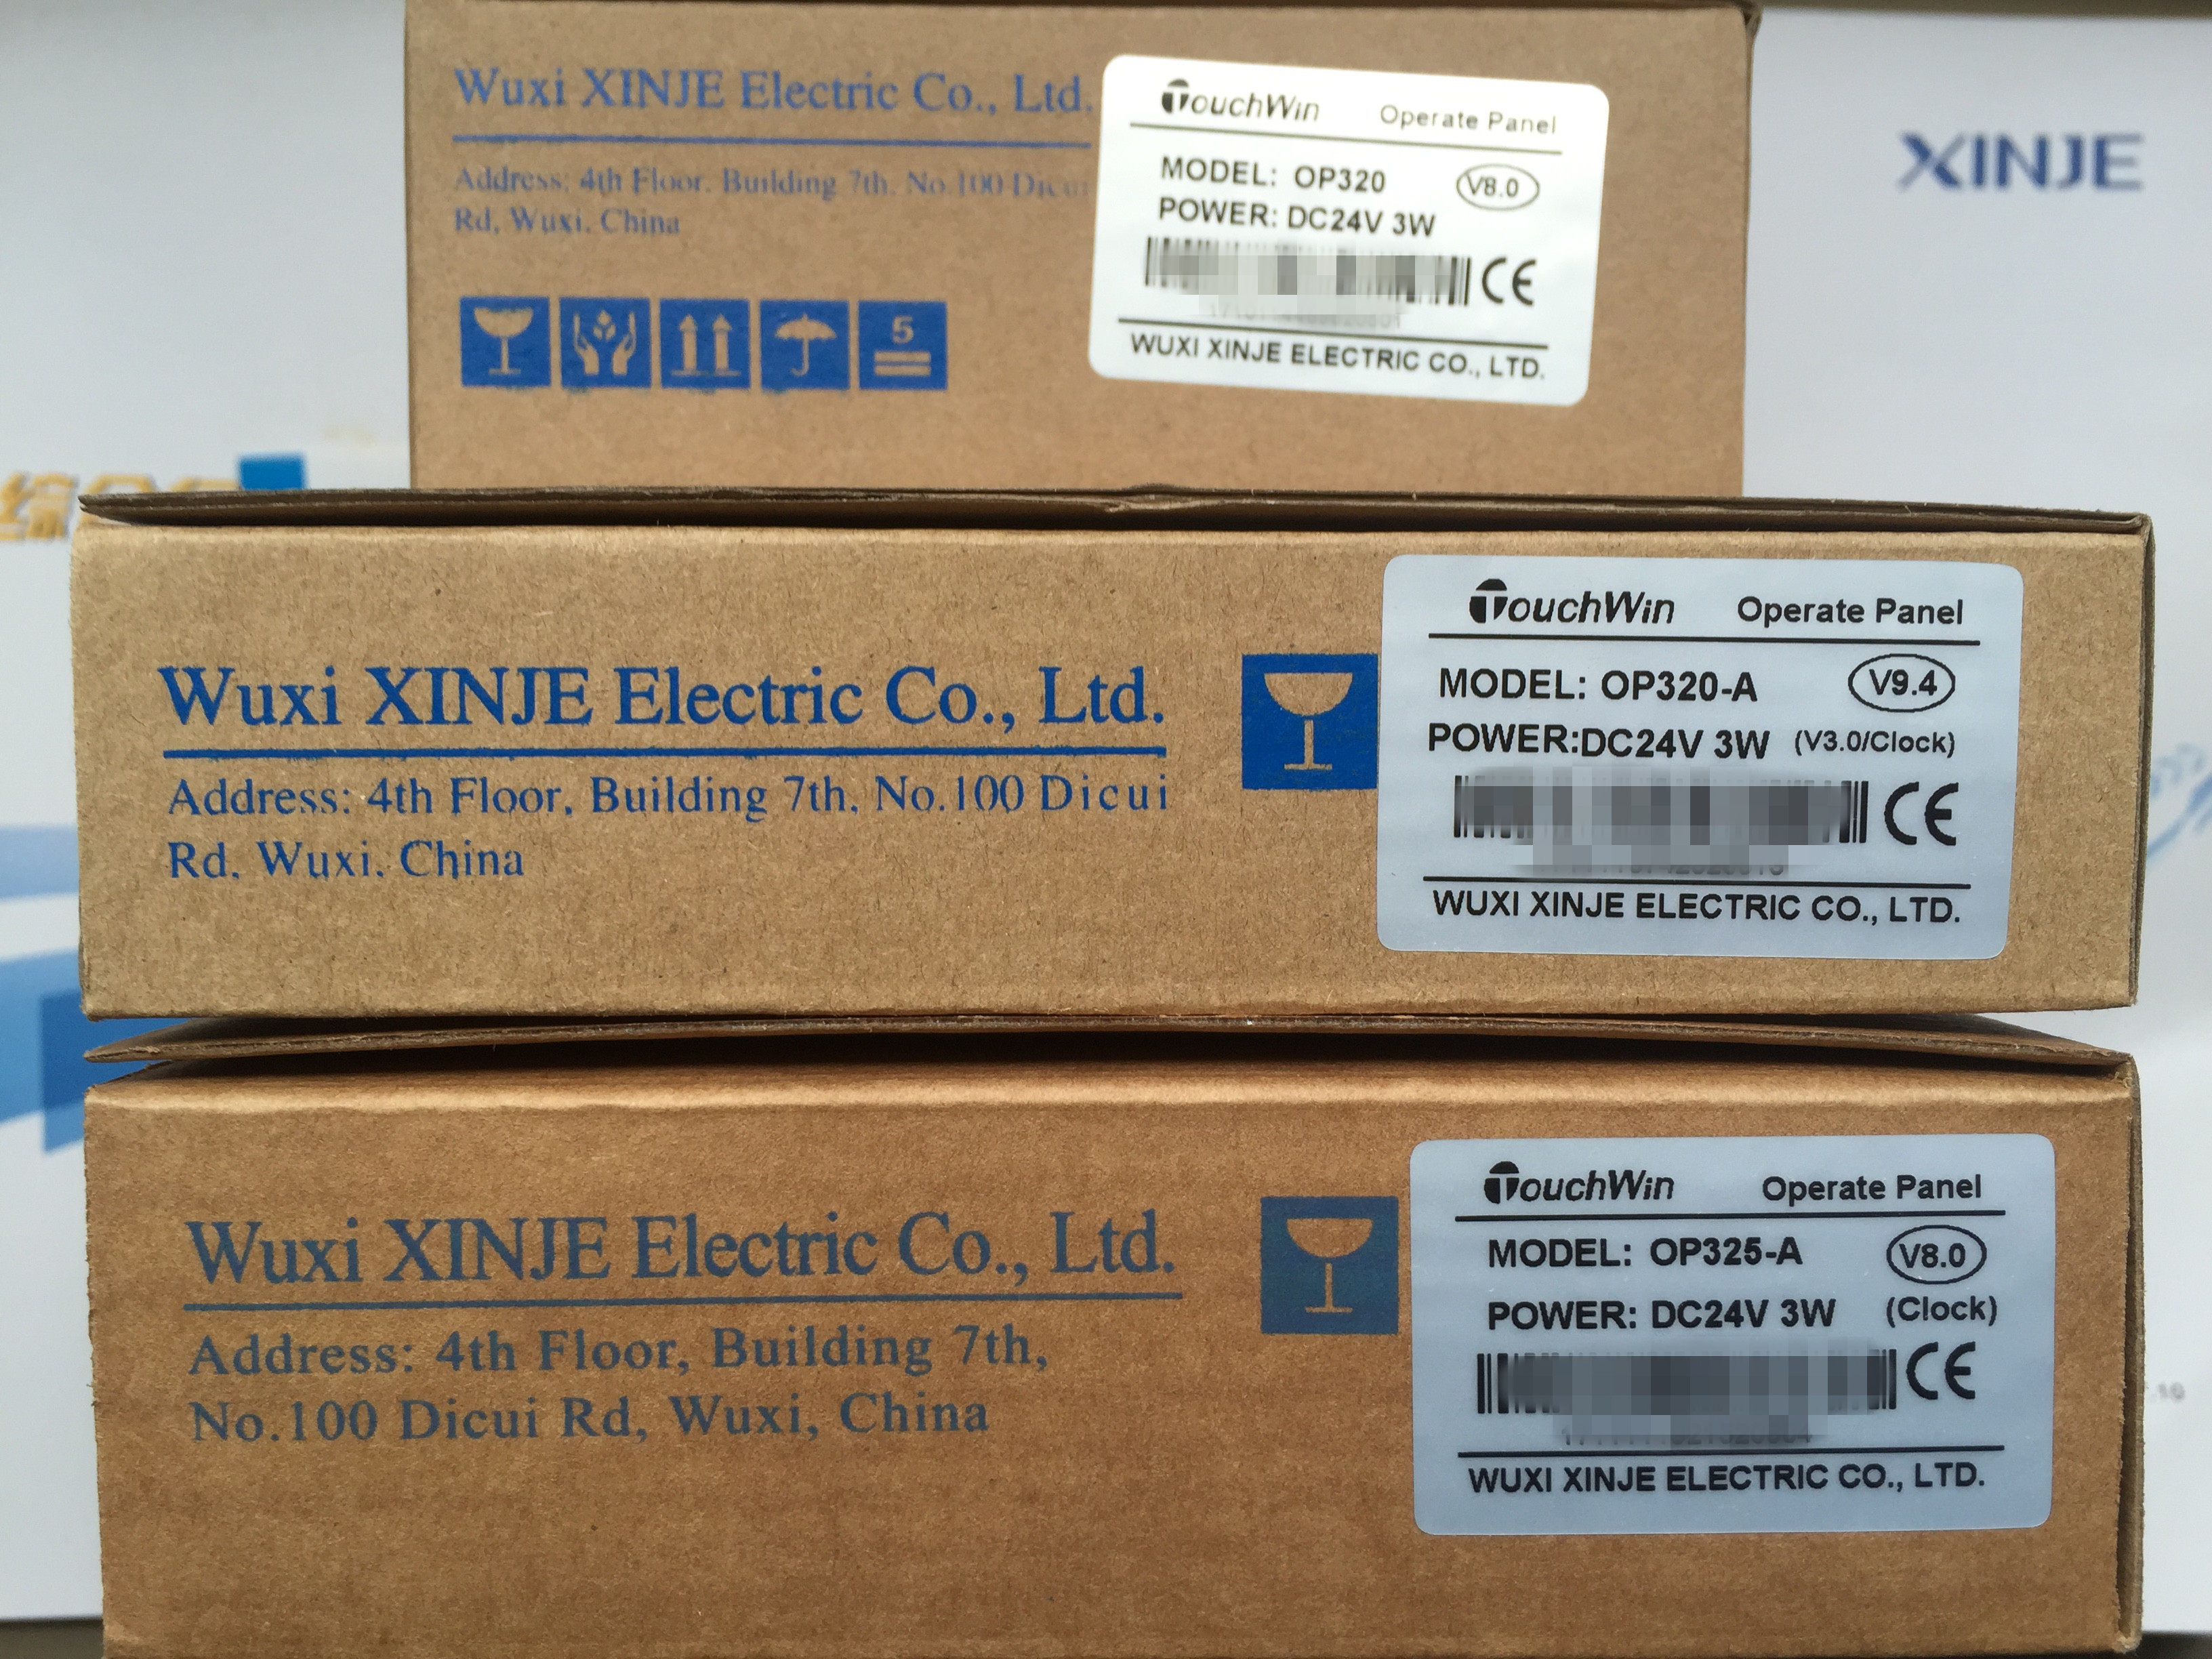 Wuxi XINJE Electric Co., Ltd.
Address: 4th Floor. Building 7th. No.100 Dicui
Rd, Wuxi. China
5
TouchWin Operate Panel
MODEL: OP320 V8.0
POWER: DC24V 3W
CE
WUXI XINJE ELECTRIC CO., LTD.
XINJE
Wuxi XINJE Electric Co., Ltd.
Address: 4th Floor, Building 7th, No.100 Dicui
Rd, Wuxi. China
TouchWin Operate Panel
MODEL: OP320-A V9.4
POWER:DC24V 3W (V3.0/Clock)
CE
WUXI XINJE ELECTRIC CO., LTD.
Wuxi XINJE Electric Co., Ltd.
Address: 4th Floor, Building 7th,
No.100 Dicui Rd, Wuxi, China
TouchWin Operate Panel
MODEL: OP325-A V8.0
POWER: DC24V 3W (Clock)
CE
WUXI XINJE ELECTRIC CO., LTD.